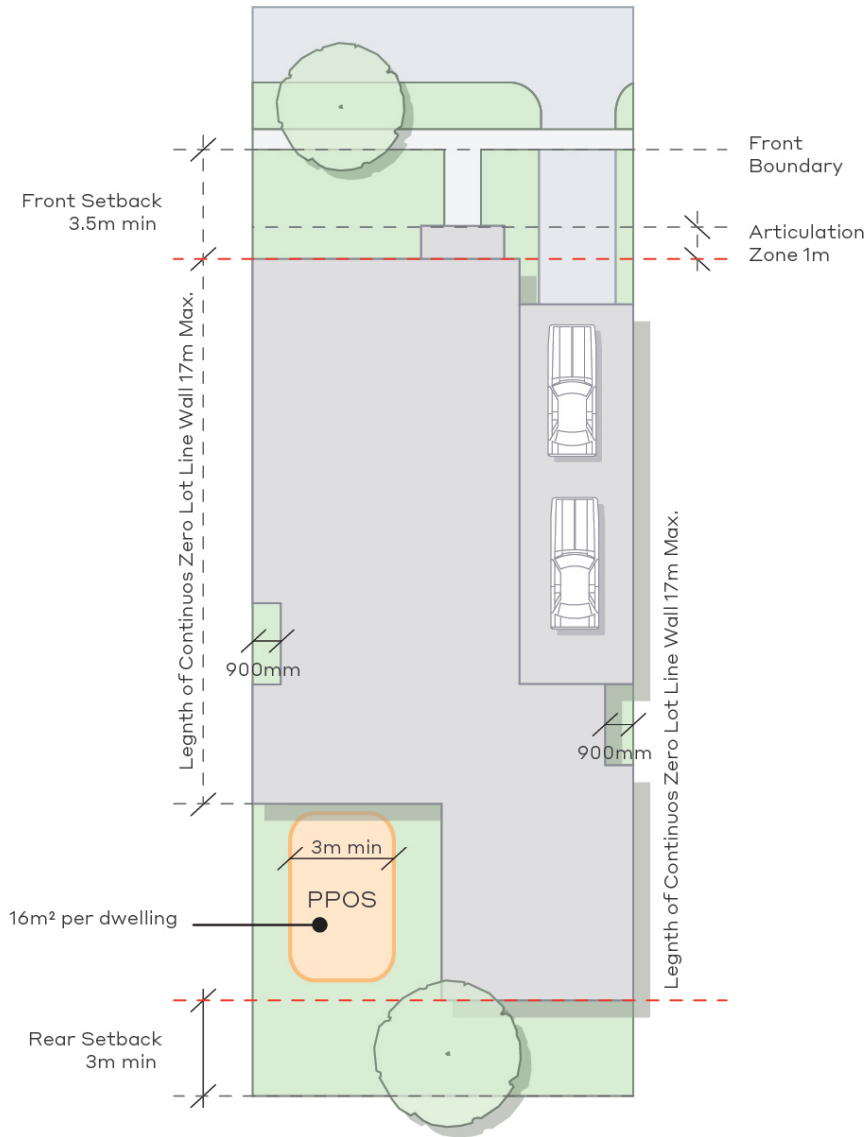 Front
Boundary
Front Setback
3.5m min
Articulation
Zone 1m
Legnth of Continuos Zero Lot Line Wall 17m Max.
900mm
Legnth of Continuos Zero Lot Line Wall 17m Max.
900mm
3m min
PPOS
16m² per dwelling
Rear Setback
3m min